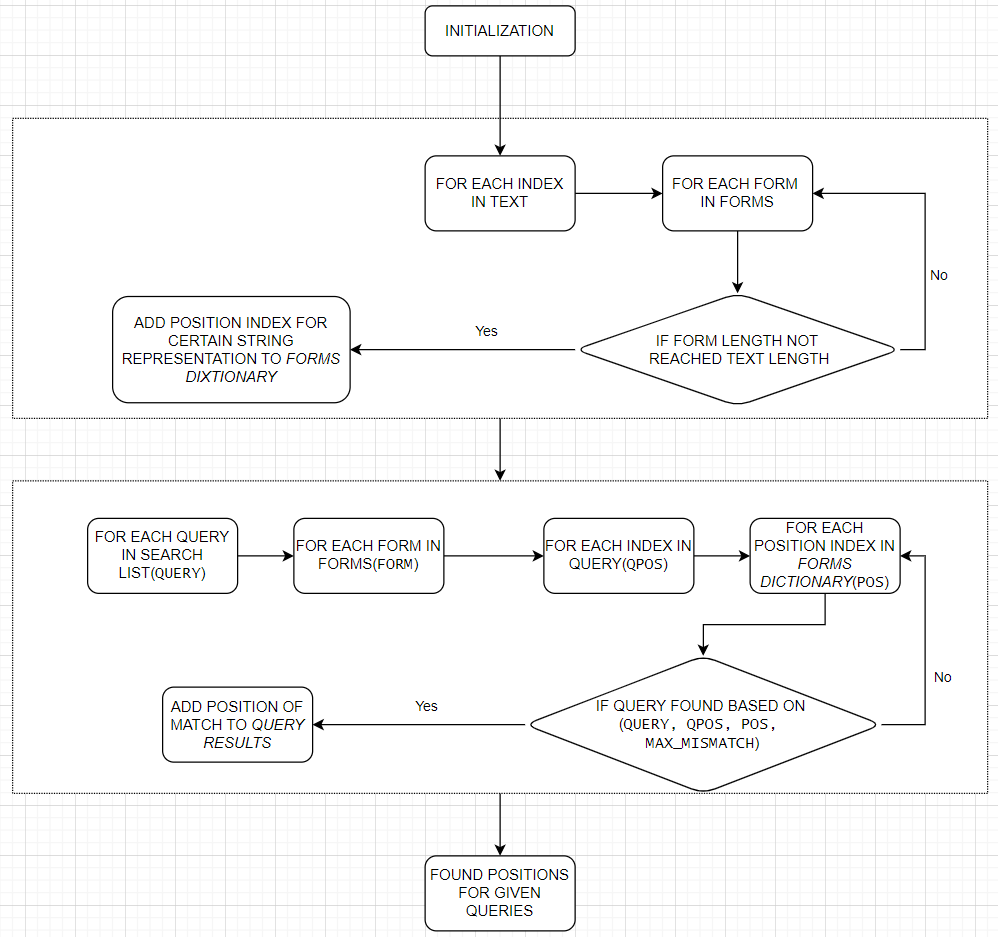 INITIALIZATION
FOR EACH INDEX
IN TEXT
FOR EACH FORM
IN FORMS
No
IF FORM LENGTH NOT
REACHED TEXT LENGTH
Yes
ADD POSITION INDEX FOR
CERTAIN STRING
REPRESENTATION TO FORMS
DIXTIONARY
FOR EACH QUERY
IN SEARCH
LIST(QUERY)
FOR EACH FORM IN
FORMS(FORM)
FOR EACH INDEX IN
QUERY(QPOS)
FOR EACH
POSITION INDEX IN
FORMS
DICTIONARY(POS)
No
IF QUERY FOUND BASED ON
(QUERY, QPOS, POS,
MAX_MISMATCH)
Yes
ADD POSITION OF
MATCH TO QUERY
RESULTS
FOUND POSITIONS
FOR GIVEN
QUERIES